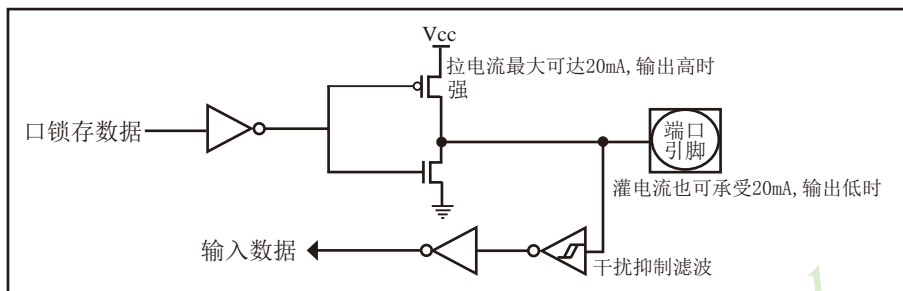 Vcc
拉电流最大可达20mA,输出高时
强
口锁存数据
端口
引脚
灌电流也可承受20mA,输出低时
输入数据
干扰抑制滤波